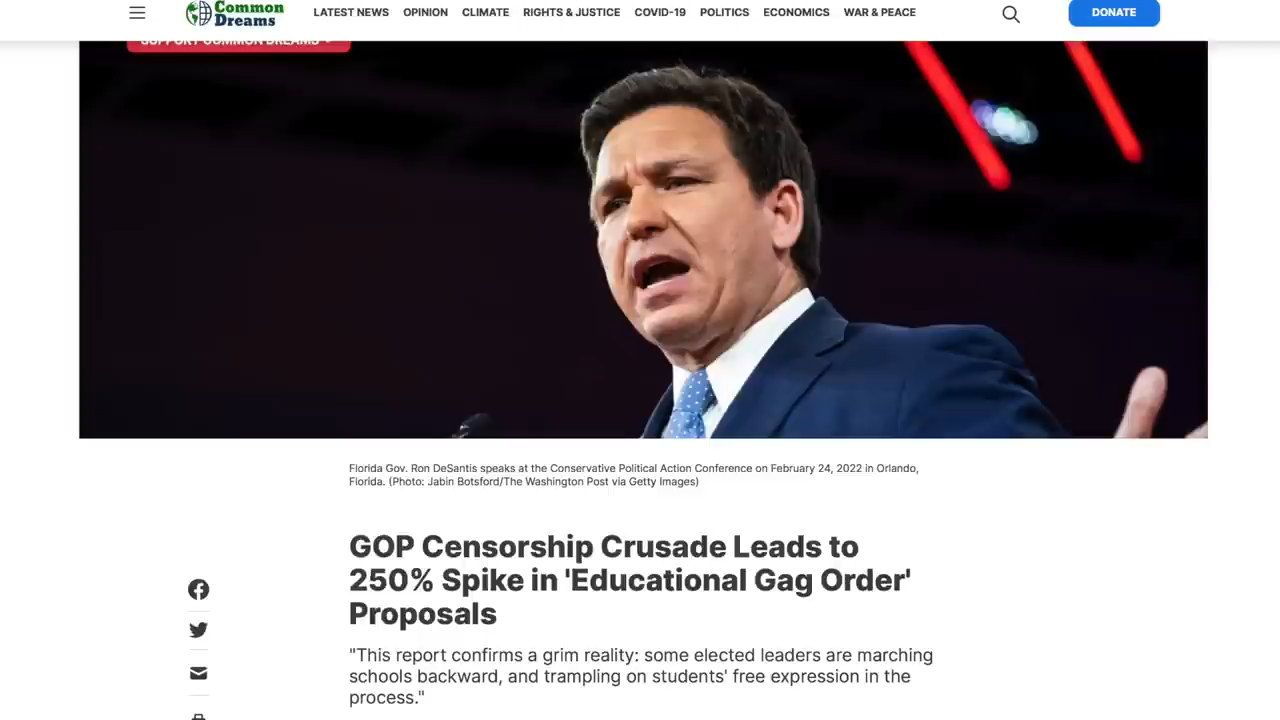 Common
Dreams
LATEST NEWS OPINION CLIMATE RIGHTS & JUSTICE COVID-19 POLITICS ECONOMICS WAR & PEACE
DONATE
SUPPORT COMMON DREAMS
Florida Gov. Ron DeSantis speaks at the Conservative Political Action Conference on February 24, 2022 in Orlando,
Florida. (Photo: Jabin Botsford/The Washington Post via Getty Images)
GOP Censorship Crusade Leads to
250% Spike in 'Educational Gag Order'
Proposals
"This report confirms a grim reality: some elected leaders are marching
schools backward, and trampling on students' free expression in the
process."